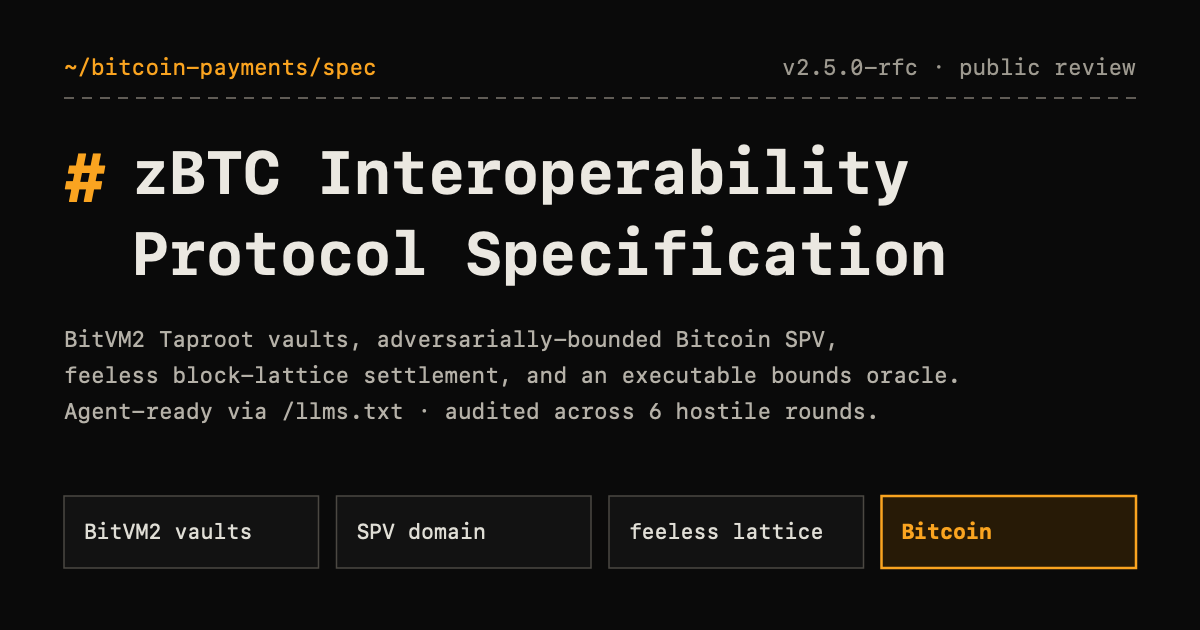 ~/bitcoin-payments/spec
v2.5.0-rfc · public review
# zBTC Interoperability
Protocol Specification
BitVM2 Taproot vaults, adversarially-bounded Bitcoin SPV,
feeless block-lattice settlement, and an executable bounds oracle.
Agent-ready via /llms.txt · audited across 6 hostile rounds.
BitVM2 vaults
SPV domain
feeless lattice
Bitcoin